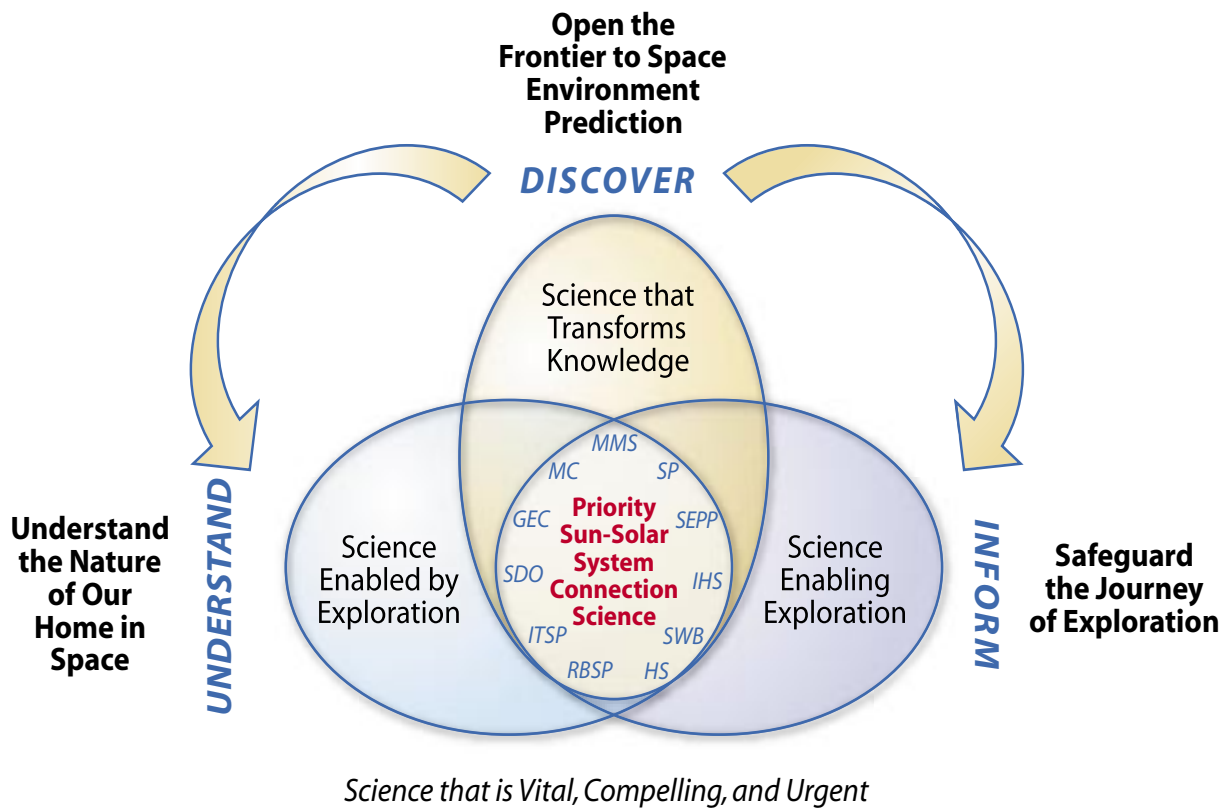 Open the
Frontier to Space
Environment
Prediction
DISCOVER
Science that
Transforms
Knowledge
MMS
MC
SP
GEC
SEPP
SDO
IHS
ITSP
SWB
RBSP
HS
Priority
Sun-Solar
System
Connection
Science
Science
Enabled by
Exploration
Science
Enabling
Exploration
UNDERSTAND
Understand
the Nature
of Our
Home in
Space
INFORM
Safeguard
the Journey
of Exploration
Science that is Vital, Compelling, and Urgent